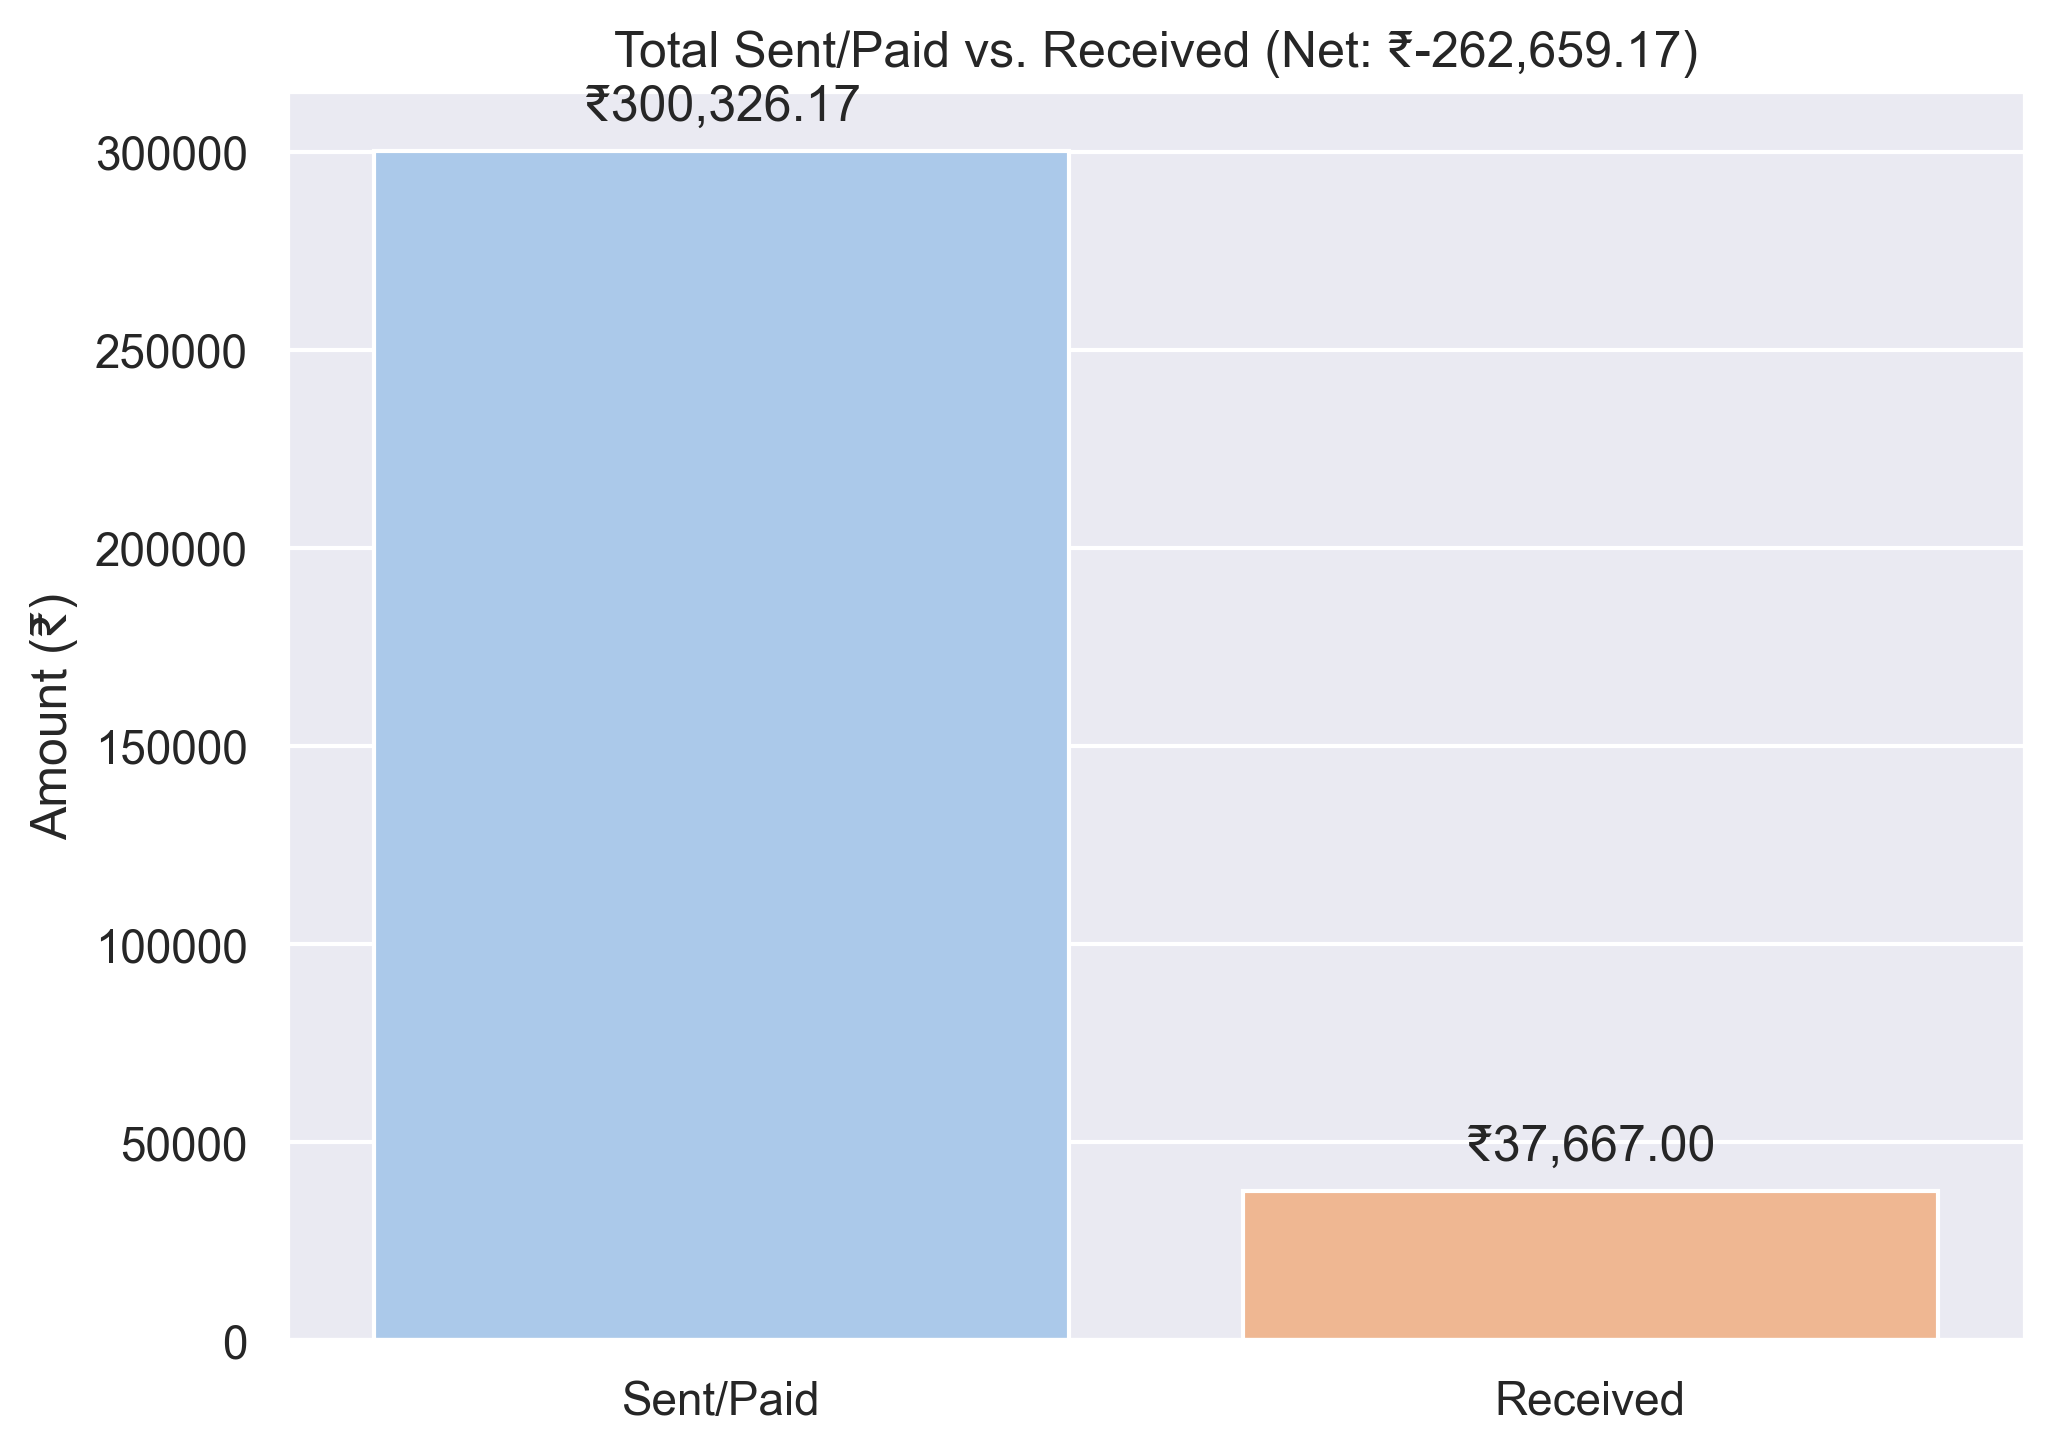 Total Sent/Paid vs. Received (Net: ₹-262,659.17)
₹300,326.17
300000
250000
200000
150000
100000
50000
0
Amount (₹)
₹37,667.00
Sent/Paid
Received